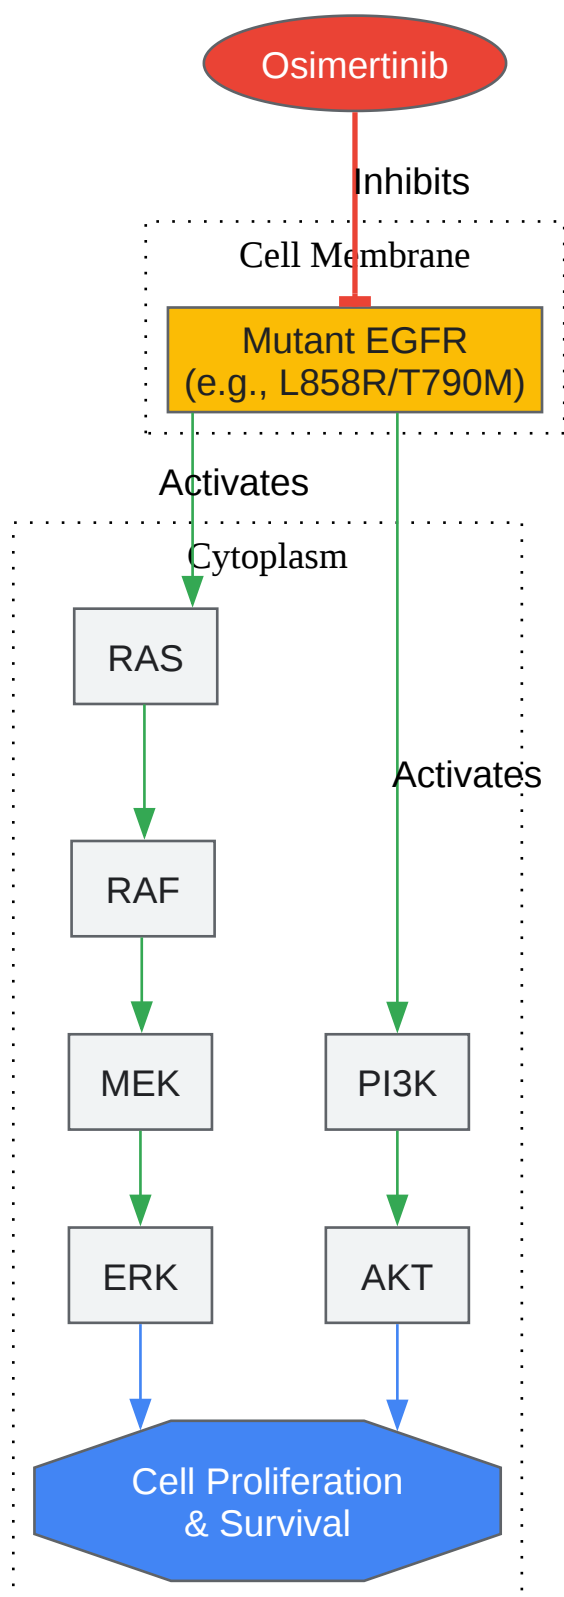 Osimertinib
Inhibits
Cell Membrane
Mutant EGFR
(e.g., L858R/T790M)
Activates
Cytoplasm
RAS
Activates
RAF
MEK
PI3K
ERK
AKT
Cell Proliferation
& Survival